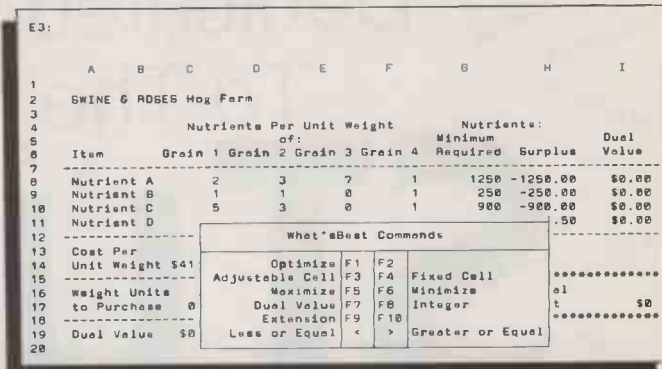 E3:
A B C D E F G H I
1
2 SWINE & ROSES Hog Farm
3
4 Nutrients Per Unit Weight Nutrients:
5 of: Minimum Dual
6 Item Grain 1 Grain 2 Grain 3 Grain 4 Required Surplus Value
7 --------------------------------------------------
8 Nutrient A 2 3 7 1 1250 -1250.00 $0.00
9 Nutrient B 1 1 0 1 250 -250.00 $0.00
10 Nutrient C 5 3 0 1 900 -900.00 $0.00
11 Nutrient D .50 $0.00
12 What'sBest Commands
13 Cost Per
14 Unit Weight $41 Optimize F1 F2
15 Adjustable Cell F3 F4 Fixed Cell
16 Weight Units Maximize F5 F6 Minimize al
17 to Purchase 0 Dual Value F7 F8 Integer t $0
18 Extension F9 F10
19 Dual Value $0 Less or Equal < > Greater or Equal
20